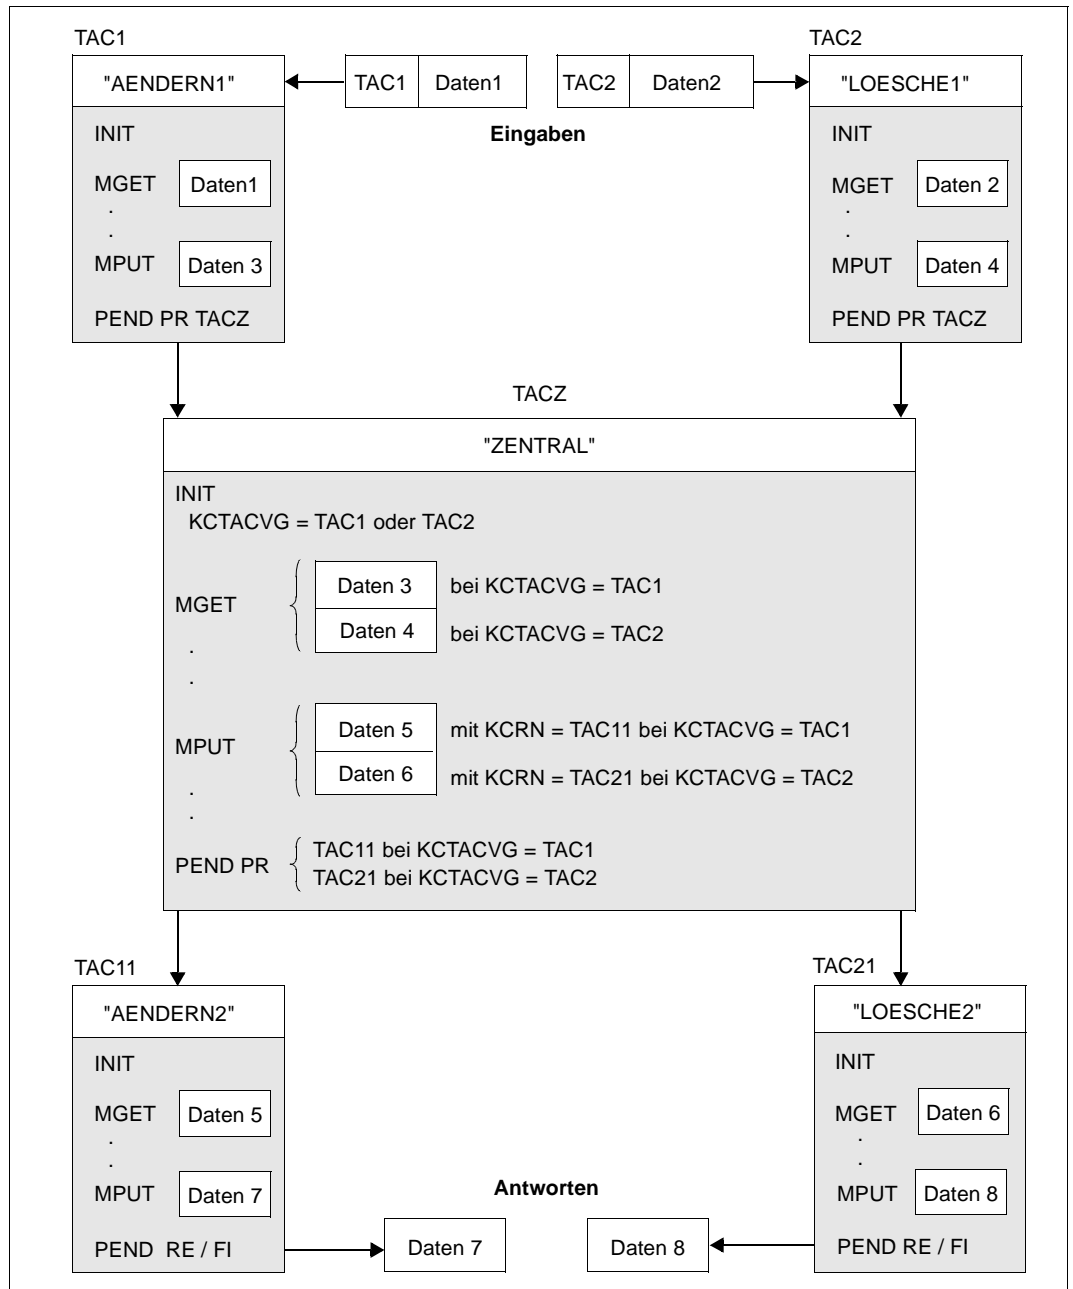 TAC1
TAC2
"AENDERN1"
TAC1 Daten1
TAC2 Daten2
"LOESCHE1"
Eingaben
INIT
MGET Daten1
.
.
MPUT Daten 3
PEND PR TACZ
INIT
MGET Daten 2
.
.
MPUT Daten 4
PEND PR TACZ
TACZ
"ZENTRAL"
INIT
KCTACVG = TAC1 oder TAC2
MGET
Daten 3 bei KCTACVG = TAC1
Daten 4 bei KCTACVG = TAC2
.
.
MPUT
Daten 5 mit KCRN = TAC11 bei KCTACVG = TAC1
Daten 6 mit KCRN = TAC21 bei KCTACVG = TAC2
.
.
PEND PR
TAC11 bei KCTACVG = TAC1
TAC21 bei KCTACVG = TAC2
TAC11
"AENDERN2"
INIT
MGET Daten 5
.
.
MPUT Daten 7
PEND RE / FI
TAC21
"LOESCHE2"
INIT
MGET Daten 6
.
.
MPUT Daten 8
PEND RE / FI
Antworten
Daten 7
Daten 8